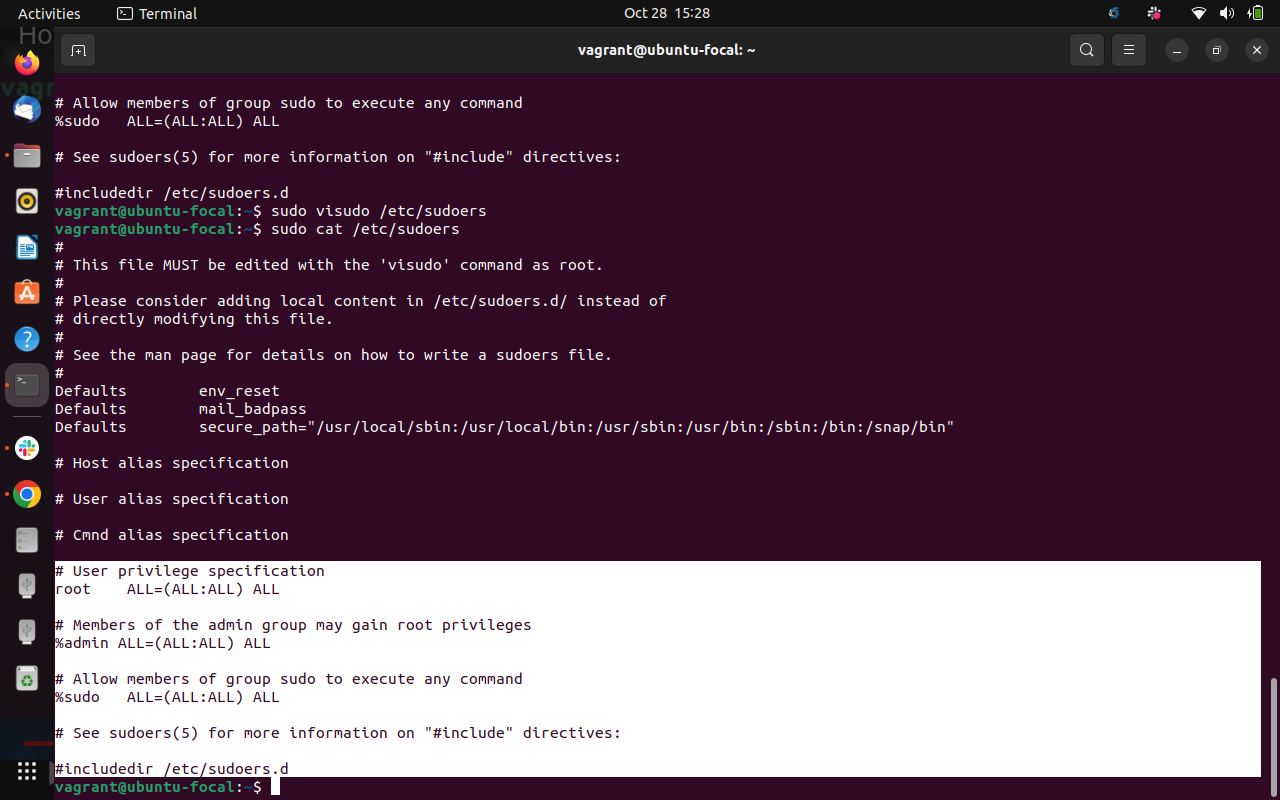 Activities
Terminal
Oct 28 15:28
Ho
vagr
vagrant@ubuntu-focal: ~
# Allow members of group sudo to execute any command
%sudo   ALL=(ALL:ALL) ALL
# See sudoers(5) for more information on "#include" directives:
#includedir /etc/sudoers.d
vagrant@ubuntu-focal:~$ sudo visudo /etc/sudoers
vagrant@ubuntu-focal:~$ sudo cat /etc/sudoers
#
# This file MUST be edited with the 'visudo' command as root.
#
# Please consider adding local content in /etc/sudoers.d/ instead of
# directly modifying this file.
#
# See the man page for details on how to write a sudoers file.
#
Defaults        env_reset
Defaults        mail_badpass
Defaults        secure_path="/usr/local/sbin:/usr/local/bin:/usr/sbin:/usr/bin:/sbin:/bin:/snap/bin"
# Host alias specification
# User alias specification
# Cmnd alias specification
# User privilege specification
root    ALL=(ALL:ALL) ALL
# Members of the admin group may gain root privileges
%admin ALL=(ALL:ALL) ALL
# Allow members of group sudo to execute any command
%sudo   ALL=(ALL:ALL) ALL
# See sudoers(5) for more information on "#include" directives:
#includedir /etc/sudoers.d
vagrant@ubuntu-focal:~$